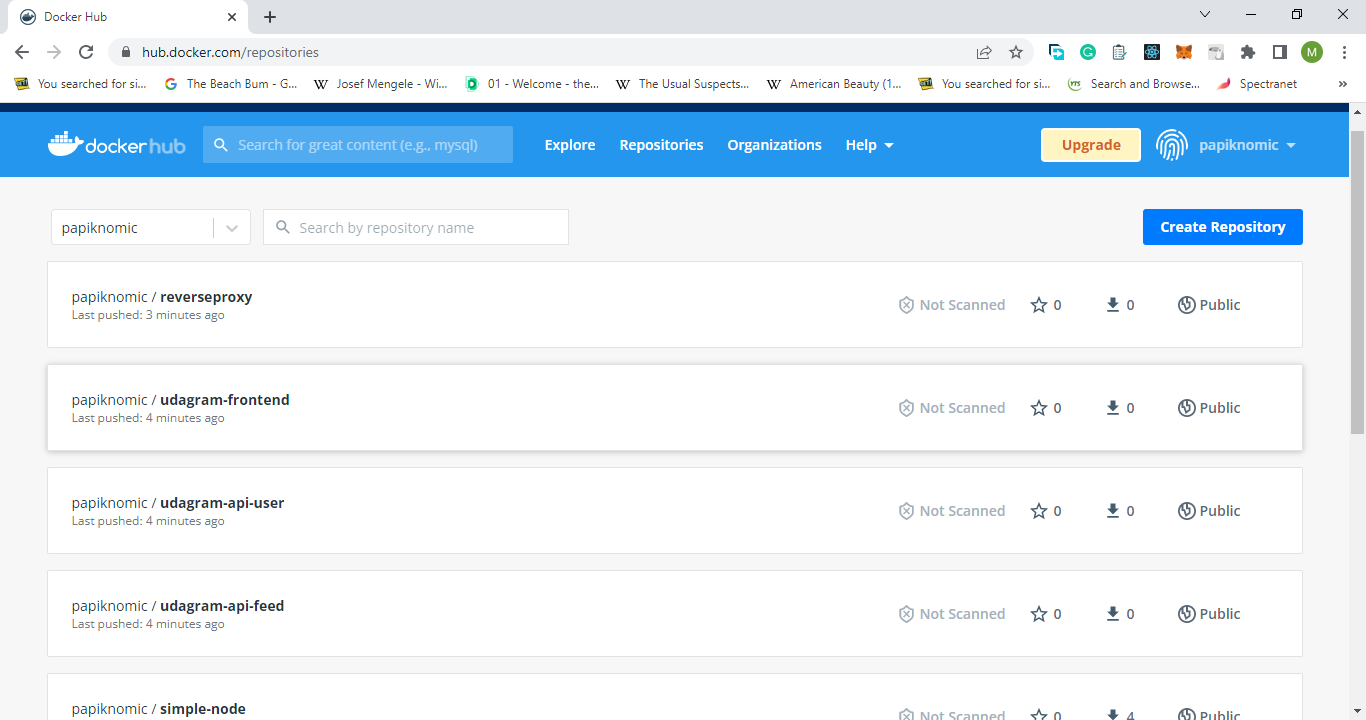 Docker Hub
hub.docker.com/repositories
M
You searched for si...
The Beach Bum - G...
Josef Mengele - Wi...
01 - Welcome - the...
The Usual Suspects...
American Beauty (1...
You searched for si...
Search and Browse...
Spectranet
»
docker hub
Search for great content (e.g., mysql)
Explore
Repositories
Organizations
Help
Upgrade
papiknomic
papiknomic
Search by repository name
Create Repository
papiknomic / reverseproxy
Last pushed: 3 minutes ago
Not Scanned
0
0
Public
papiknomic / udagram-frontend
Last pushed: 4 minutes ago
Not Scanned
0
0
Public
papiknomic / udagram-api-user
Last pushed: 4 minutes ago
Not Scanned
0
0
Public
papiknomic / udagram-api-feed
Last pushed: 4 minutes ago
Not Scanned
0
0
Public
papiknomic / simple-node
Not Scanned
0
4
Public